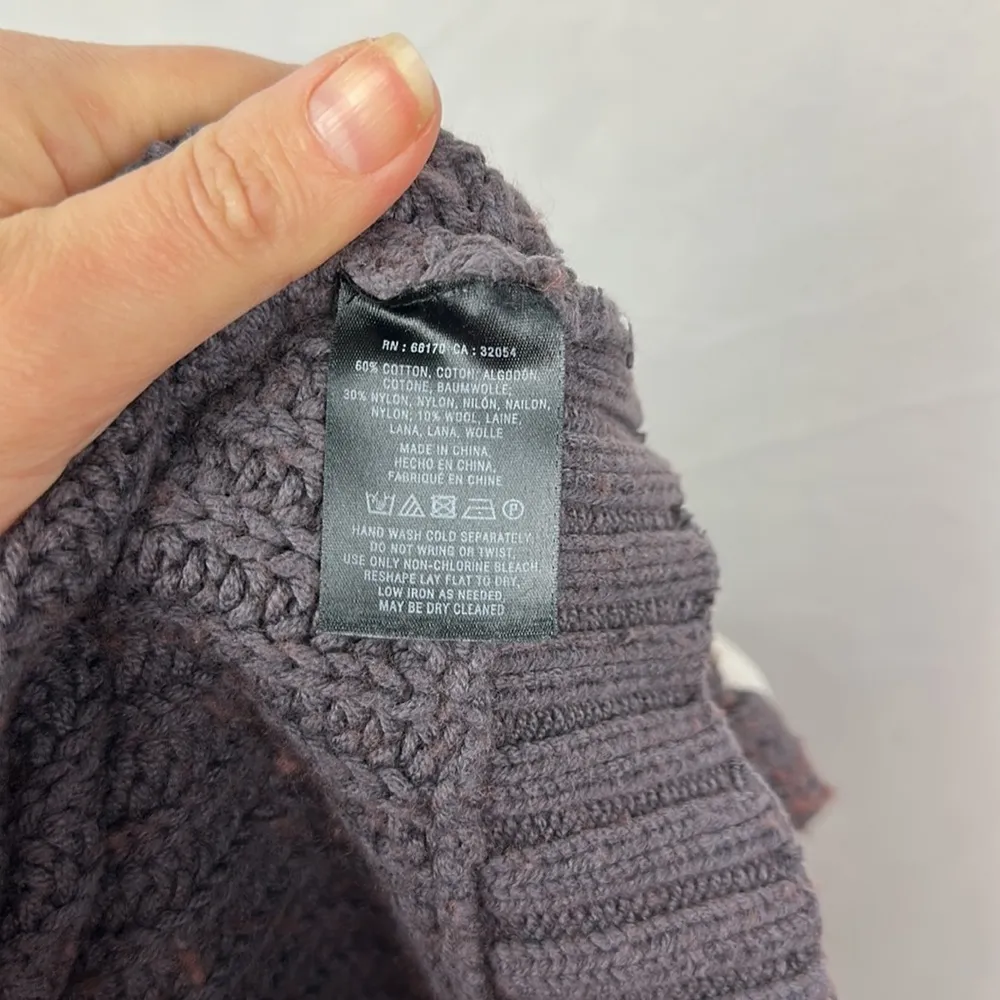 RN : 68170 CA : 32054
60% COTTON, COTON, ALGODÓN,
COTONE, BAUMWOLLE,
30% NYLON, NYLON, NILÓN, NAILON,
NYLON, 10% WOOL, LAINE,
LANA, LANA, WOLLE
MADE IN CHINA,
HECHO EN CHINA,
FABRIQUÉ EN CHINE
P
HAND WASH COLD SEPARATELY,
DO NOT WRING OR TWIST,
USE ONLY NON-CHLORINE BLEACH,
RESHAPE LAY FLAT TO DRY,
LOW IRON AS NEEDED,
MAY BE DRY CLEANED